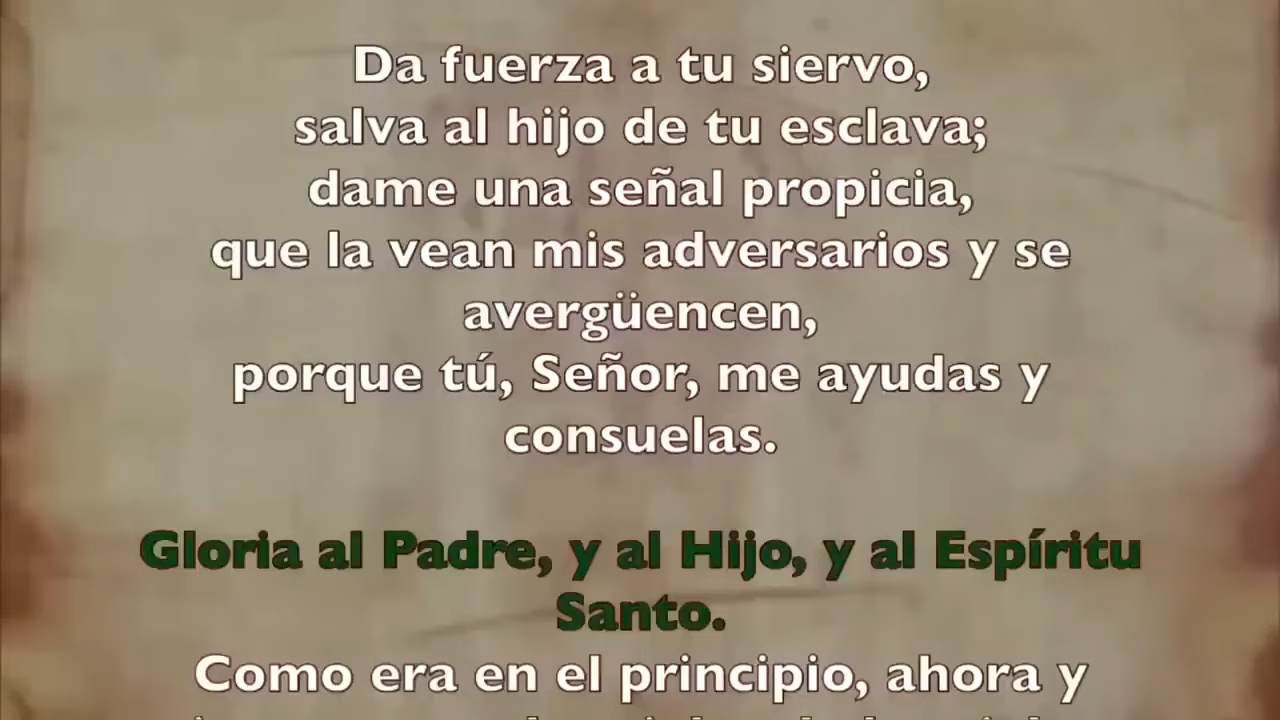 Da fuerza a tu siervo,
salva al hijo de tu esclava;
dame una señal propicia,
que la vean mis adversarios y se
avergüencen,
porque tú, Señor, me ayudas y
consuelas.
Gloria al Padre, y al Hijo, y al Espíritu
Santo.
Como era en el principio, ahora y